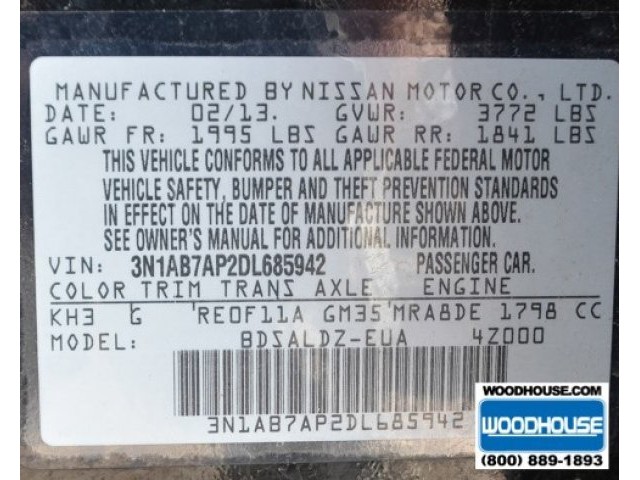 MANUFACTURED BY NISSAN MOTOR CO., LTD.
DATE: 02/13. GVWR: 3772 LBS
GAWR FR: 1995 LBS GAWR RR: 1841 LBS
THIS VEHICLE CONFORMS TO ALL APPLICABLE FEDERAL MOTOR
VEHICLE SAFETY, BUMPER AND THEFT PREVENTION STANDARDS
IN EFFECT ON THE DATE OF MANUFACTURE SHOWN ABOVE.
SEE OWNER'S MANUAL FOR ADDITIONAL INFORMATION.
VIN: 3N1AB7AP2DL685942 PASSENGER CAR.
COLOR TRIM TRANS AXLE ENGINE
KH3 G RE0F11A GM35 MRA8DE 1798 CC
MODEL: BDSALDZ-EUA 4Z000
3N1AB7AP2DL685942
WOODHOUSE.COM
WOODHOUSE
(800) 889-1893